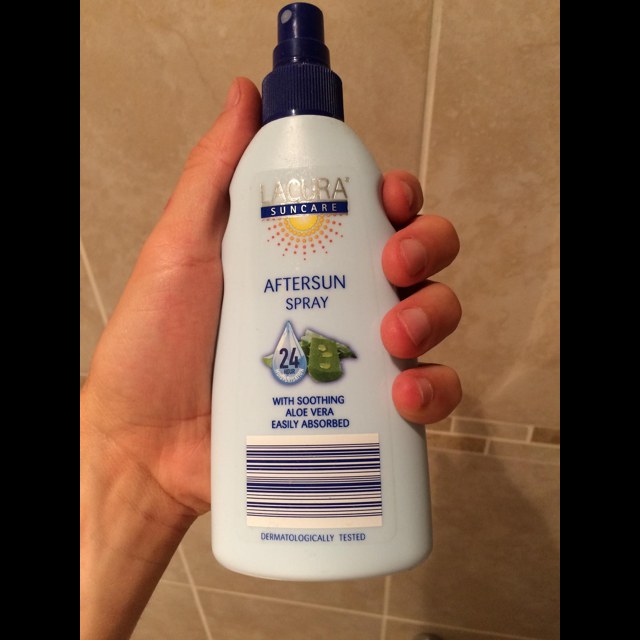 LACURA
SUNCARE
AFTERSUN
SPRAY
24
WITH SOOTHING
ALOE VERA
EASILY ABSORBED
DERMATOLOGICALLY TESTED